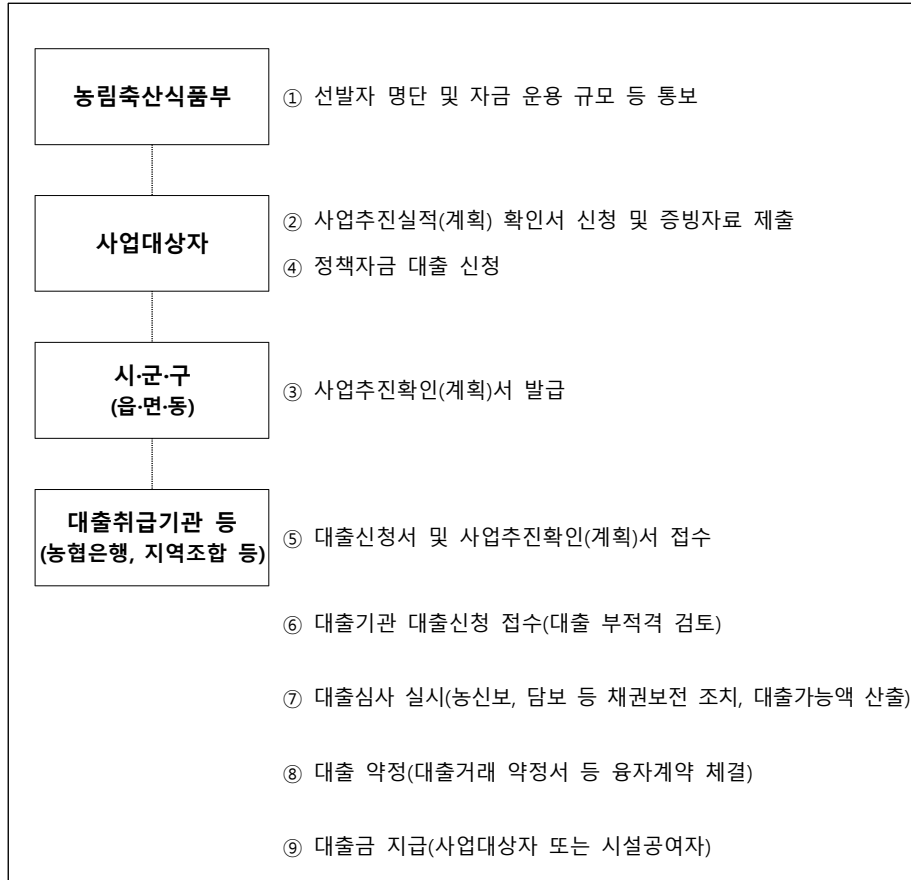 농림축산식품부
① 선발자 명단 및 자금 운용 규모 등 통보
사업대상자
② 사업추진실적(계획) 확인서 신청 및 증빙자료 제출
④ 정책자금 대출 신청
시·군·구
(읍·면·동)
③ 사업추진확인(계획)서 발급
대출취급기관 등
(농협은행, 지역조합 등)
⑤ 대출신청서 및 사업추진확인(계획)서 접수
⑥ 대출기관 대출신청 접수(대출 부적격 검토)
⑦ 대출심사 실시(농신보, 담보 등 채권보전 조치, 대출가능액 산출)
⑧ 대출 약정(대출거래 약정서 등 융자계약 체결)
⑨ 대출금 지급(사업대상자 또는 시설공여자)